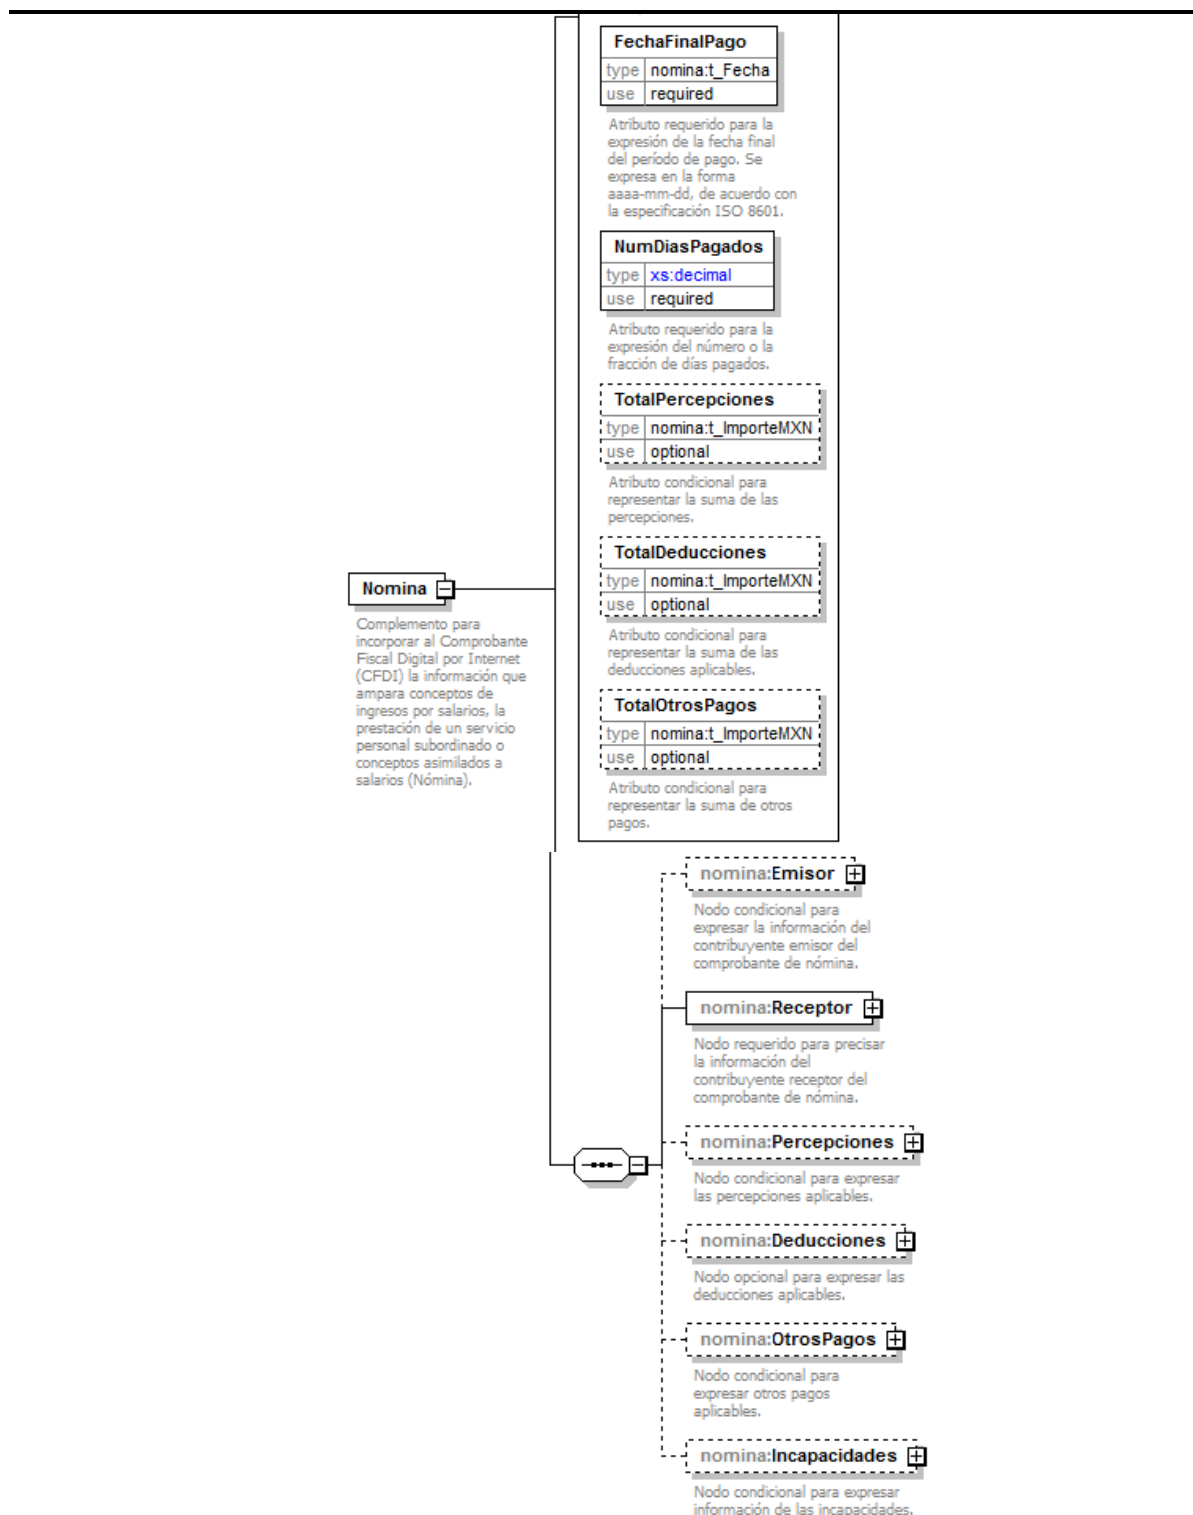 FechaFinalPago
type nomina:t_Fecha
use required
Atributo requerido para la
expresión de la fecha final
del período de pago. Se
expresa en la forma
aaaa-mm-dd, de acuerdo con
la especificación ISO 8601.
NumDiasPagados
type xs:decimal
use required
Atributo requerido para la
expresión del número o la
fracción de días pagados.
TotalPercepciones
type nomina:t_ImporteMXN
use optional
Atributo condicional para
representar la suma de las
percepciones.
TotalDeducciones
type nomina:t_ImporteMXN
use optional
Atributo condicional para
representar la suma de las
deducciones aplicables.
TotalOtrosPagos
type nomina:t_ImporteMXN
use optional
Atributo condicional para
representar la suma de otros
pagos.
Nomina
Complemento para
incorporar al Comprobante
Fiscal Digital por Internet
(CFDI) la información que
ampara conceptos de
ingresos por salarios, la
prestación de un servicio
personal subordinado o
conceptos asimilados a
salarios (Nómina).
nomina:Emisor
Nodo condicional para
expresar la información del
contribuyente emisor del
comprobante de nómina.
nomina:Receptor
Nodo requerido para precisar
la información del
contribuyente receptor del
comprobante de nómina.
nomina:Percepciones
Nodo condicional para expresar
las percepciones aplicables.
nomina:Deducciones
Nodo opcional para expresar las
deducciones aplicables.
nomina:OtrosPagos
Nodo condicional para
expresar otros pagos
aplicables.
nomina:Incapacidades
Nodo condicional para expresar
información de las incapacidades.